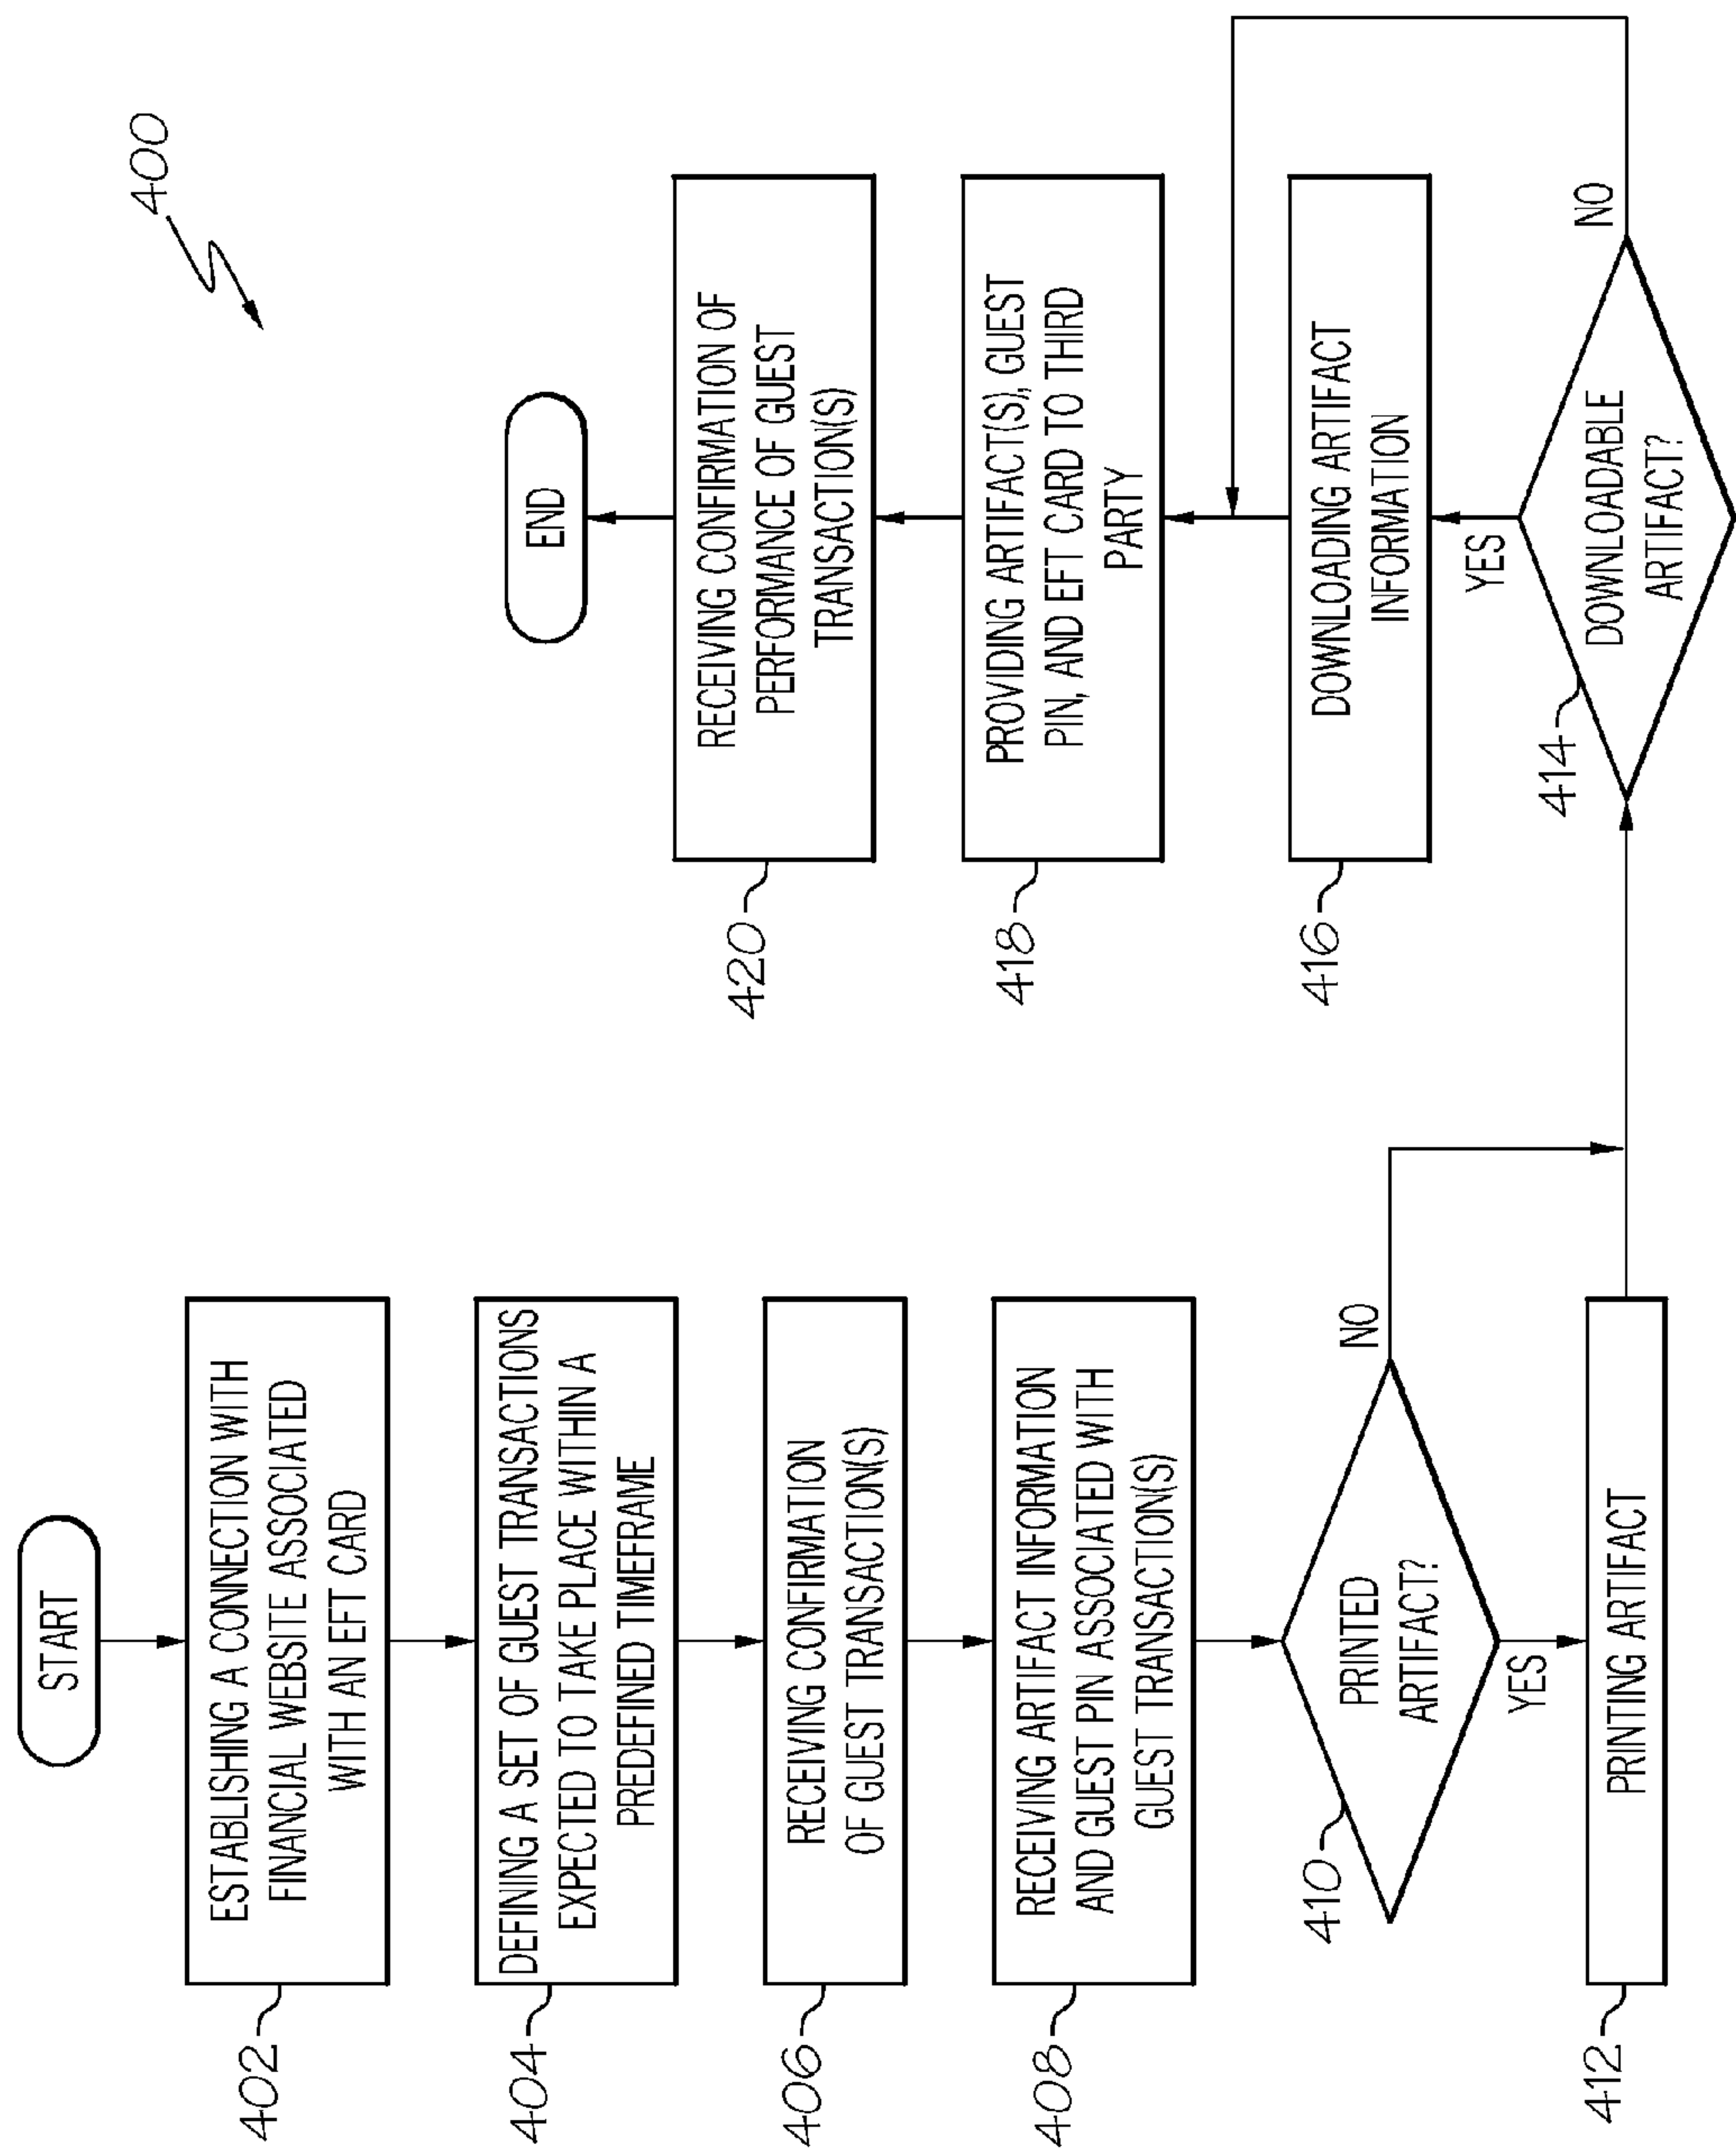 400
START
402
ESTABLISHING A CONNECTION WITH
FINANCIAL WEBSITE ASSOCIATED
WITH AN EFT CARD
404
DEFINING A SET OF GUEST TRANSACTIONS
EXPECTED TO TAKE PLACE WITHIN A
PREDEFINED TIMEFRAME
406
RECEIVING CONFIRMATION
OF GUEST TRANSACTION(S)
408
RECEIVING ARTIFACT INFORMATION
AND GUEST PIN ASSOCIATED WITH
GUEST TRANSACTION(S)
410
PRINTED
ARTIFACT?
NO
YES
412
PRINTING ARTIFACT
414
DOWNLOADABLE
ARTIFACT?
NO
YES
416
DOWNLOADING ARTIFACT
INFORMATION
418
PROVIDING ARTIFACT(S), GUEST
PIN, AND EFT CARD TO THIRD
PARTY
420
RECEIVING CONFIRMATION OF
PERFORMANCE OF GUEST
TRANSACTION(S)
END